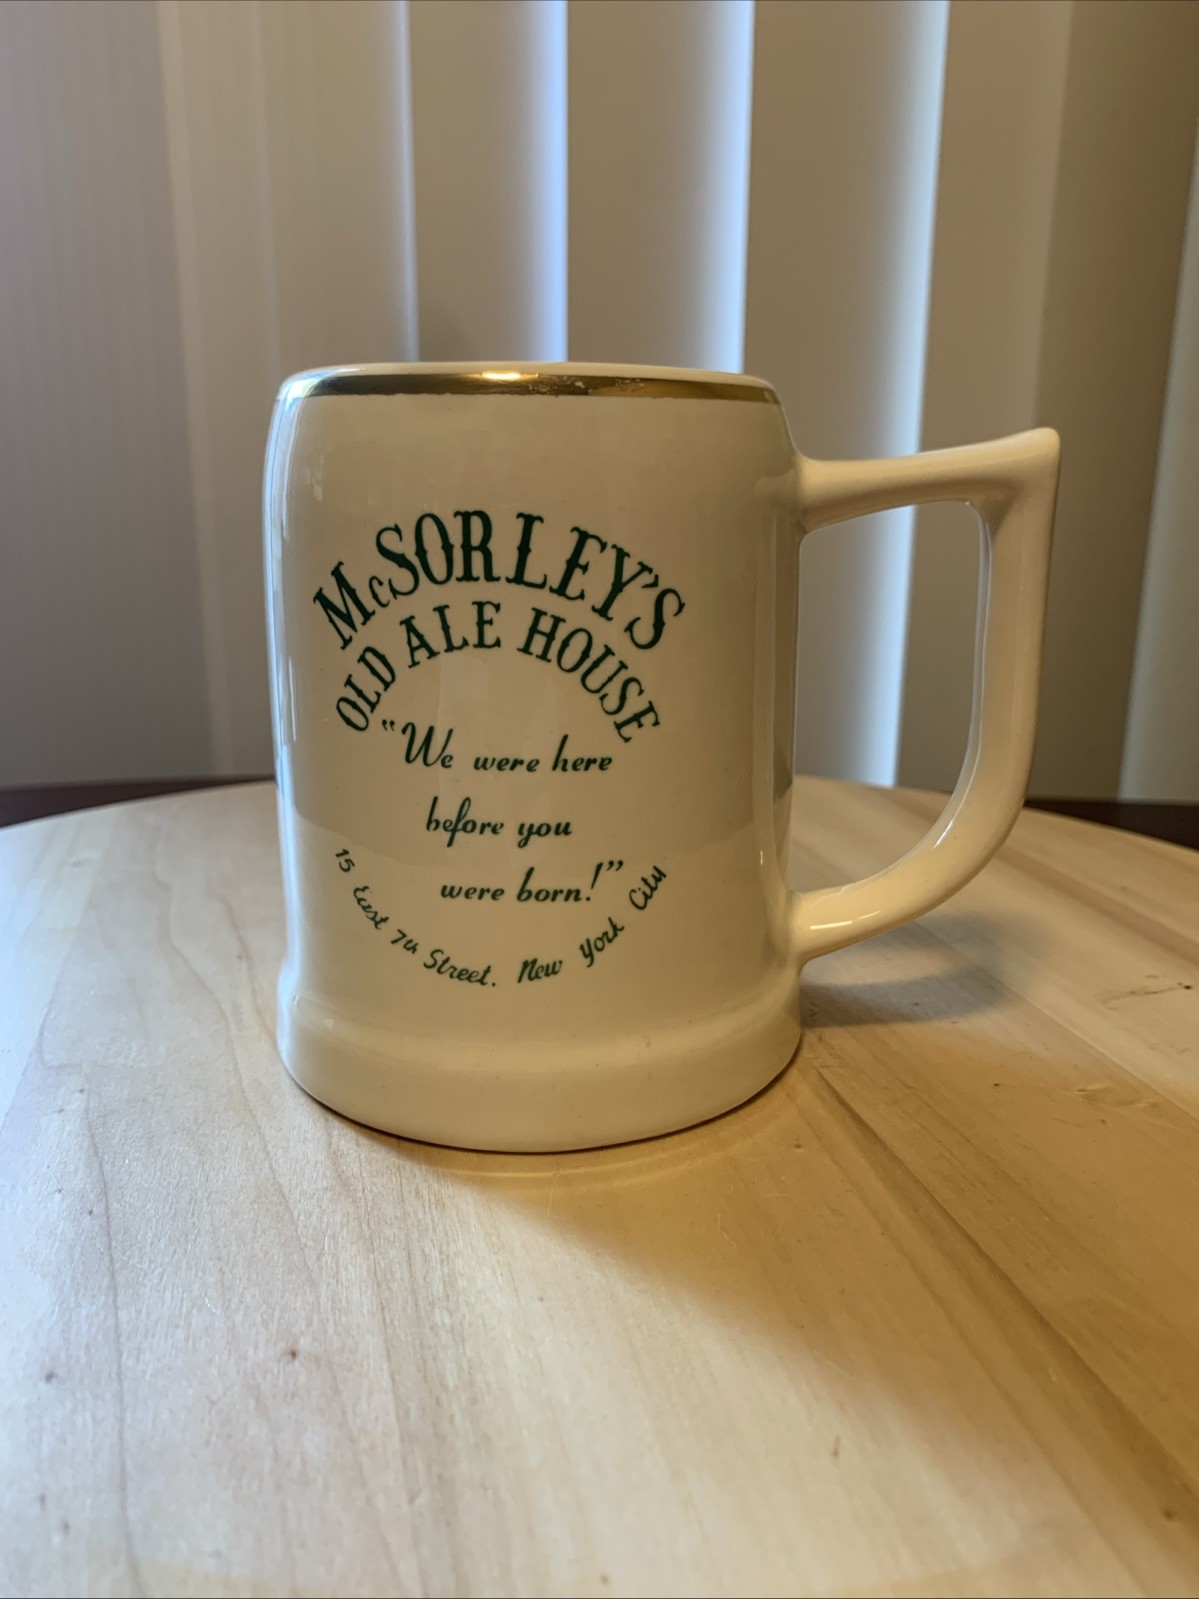 McSORLEY'S
OLD ALE HOUSE
"We were here
before you
were born!"
15 East 7th Street. New York City